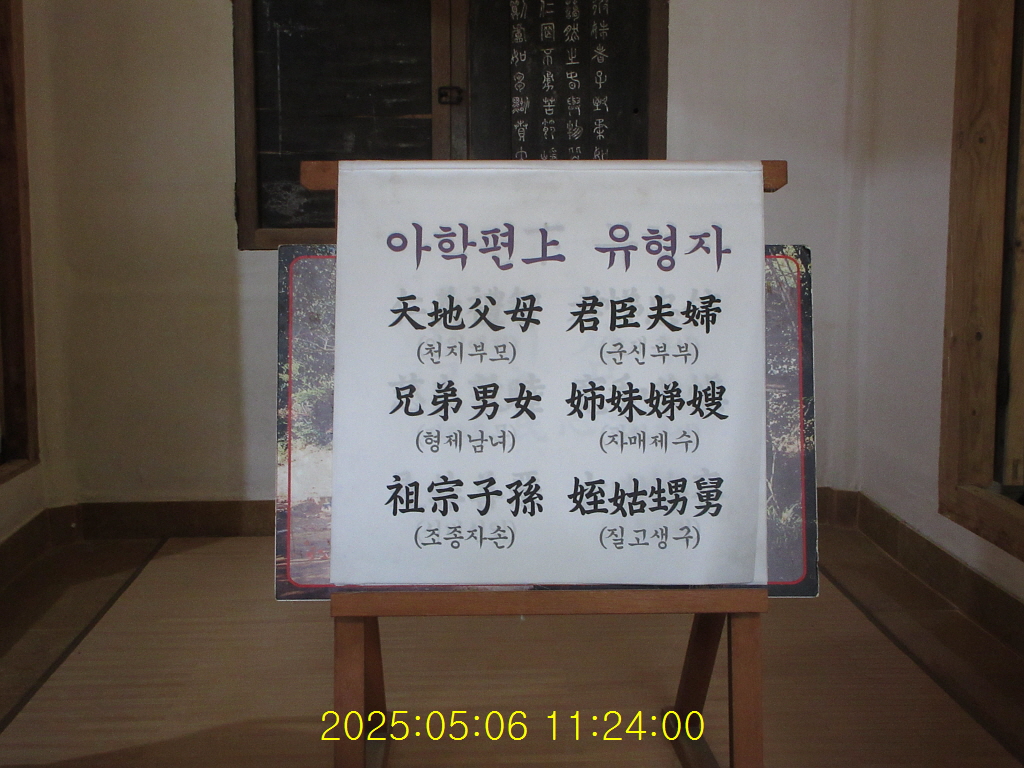 아학편上 유형자
天地父母 君臣夫婦
(천지부모) (군신부부)
兄弟男女 姉妹娣嫂
(형제남녀) (자매제수)
祖宗子孫 姪姑甥舅
(조종자손) (질고생구)
2025:05:06 11:24:00